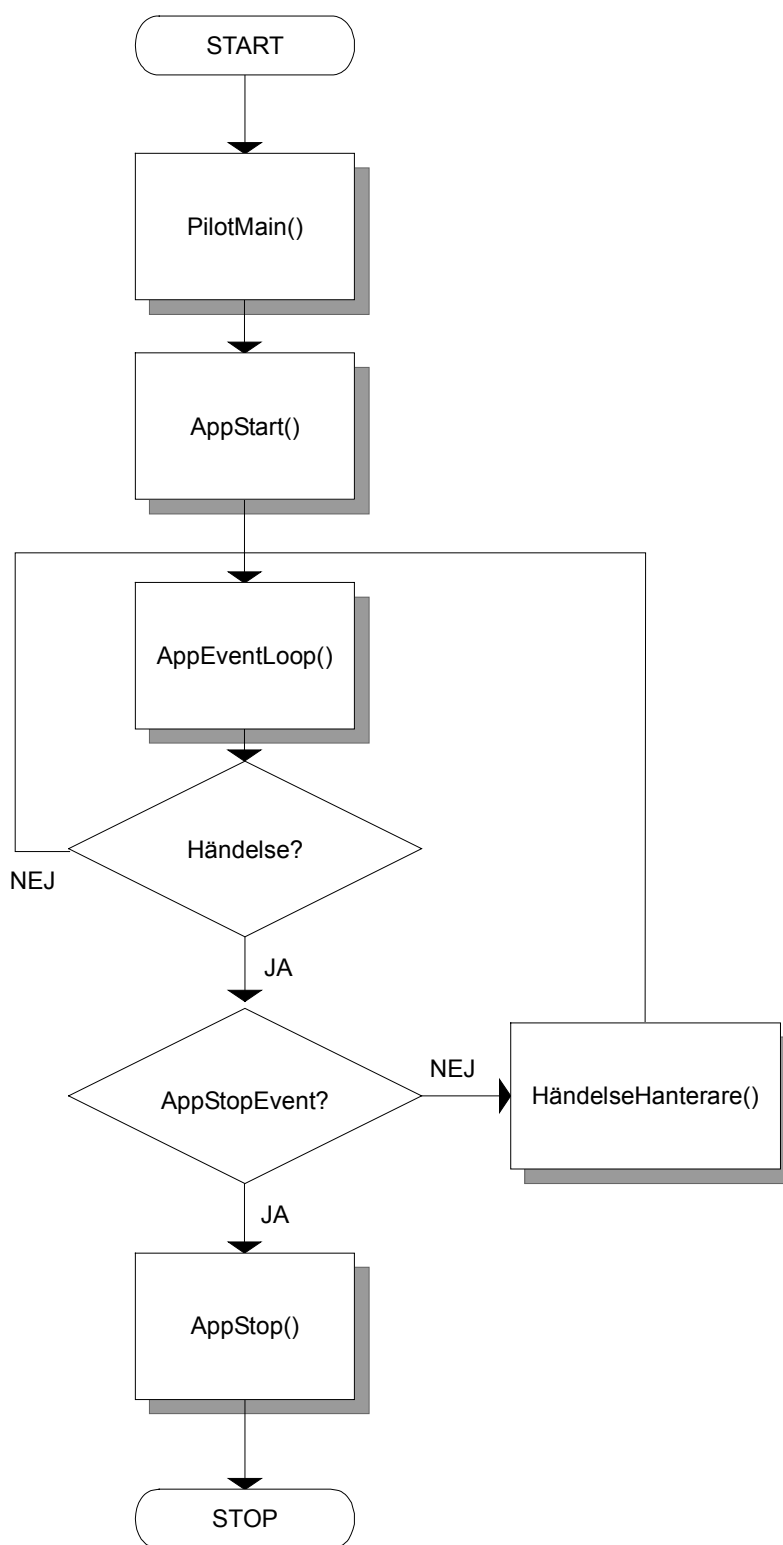 START
PilotMain()
AppStart()
AppEventLoop()
Händelse?
NEJ
JA
AppStopEvent?
NEJ
HändelseHanterare()
JA
AppStop()
STOP